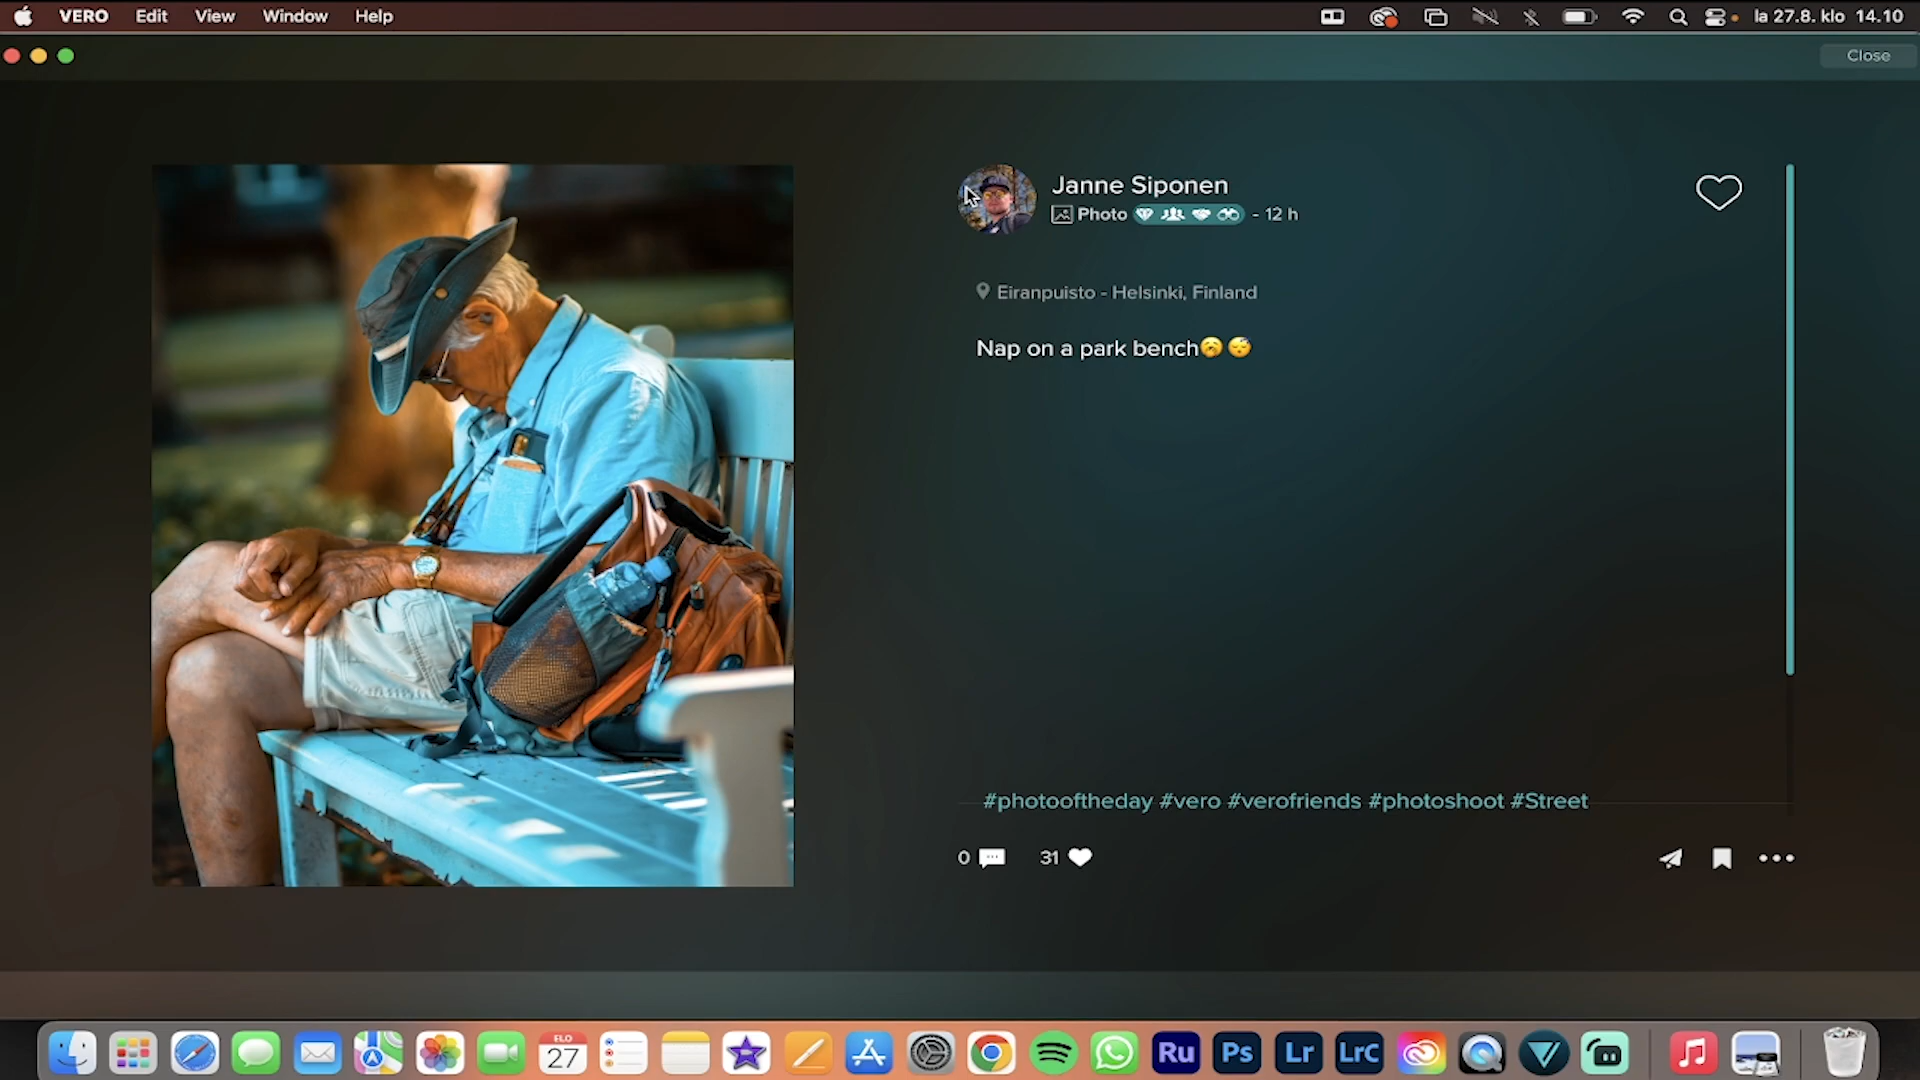 VERO Edit View Window Help
la 27.8. klo 14.10
Close
Janne Siponen
Photo - 12 h
Eiranpuisto - Helsinki, Finland
Nap on a park bench🥱😴
#photooftheday #vero #verofriends #photoshoot #Street
0 31
ELO
27
Ru Ps Lr LrC